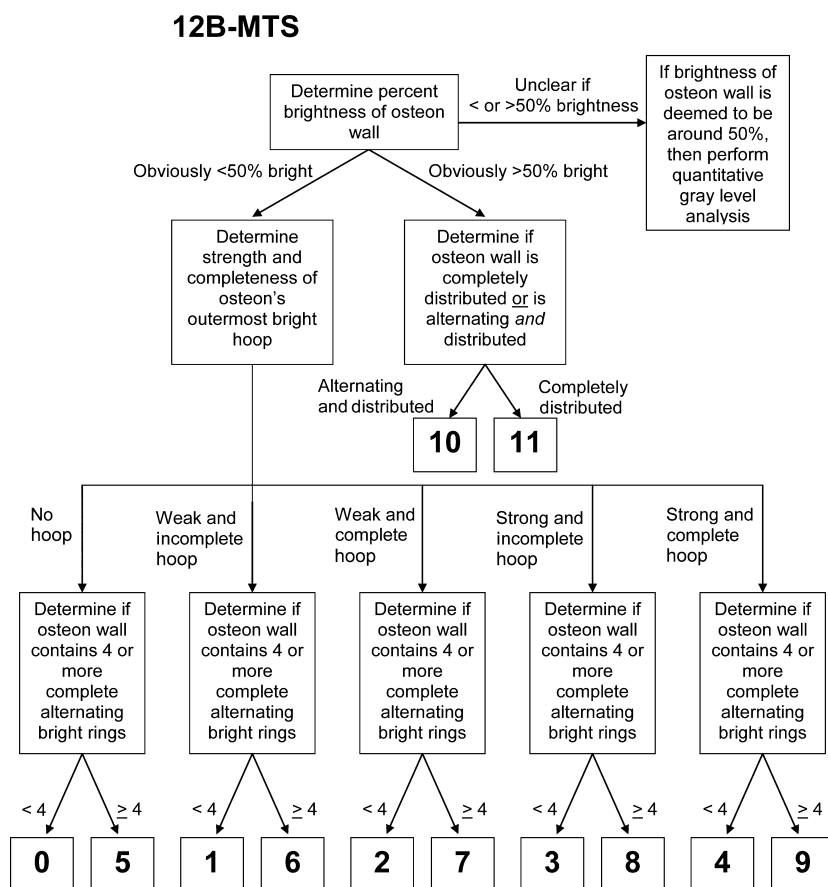 12B-MTS
Determine percent
brightness of osteon
wall
Unclear if
< or >50% brightness
If brightness of
osteon wall is
deemed to be
around 50%,
then perform
quantitative
gray level
analysis
Obviously <50% bright
Obviously >50% bright
Determine
strength and
completeness of
osteon's
outermost bright
hoop
Determine if
osteon wall is
completely
distributed or is
alternating and
distributed
Alternating
and distributed
Completely
distributed
10
11
No
hoop
Weak and
incomplete
hoop
Weak and
complete
hoop
Strong and
incomplete
hoop
Strong and
complete
hoop
Determine if
osteon wall
contains 4 or
more
complete
alternating
bright rings
Determine if
osteon wall
contains 4 or
more
complete
alternating
bright rings
Determine if
osteon wall
contains 4 or
more
complete
alternating
bright rings
Determine if
osteon wall
contains 4 or
more
complete
alternating
bright rings
Determine if
osteon wall
contains 4 or
more
complete
alternating
bright rings
< 4
≥ 4
< 4
≥ 4
< 4
≥ 4
< 4
≥ 4
< 4
≥ 4
0
5
1
6
2
7
3
8
4
9